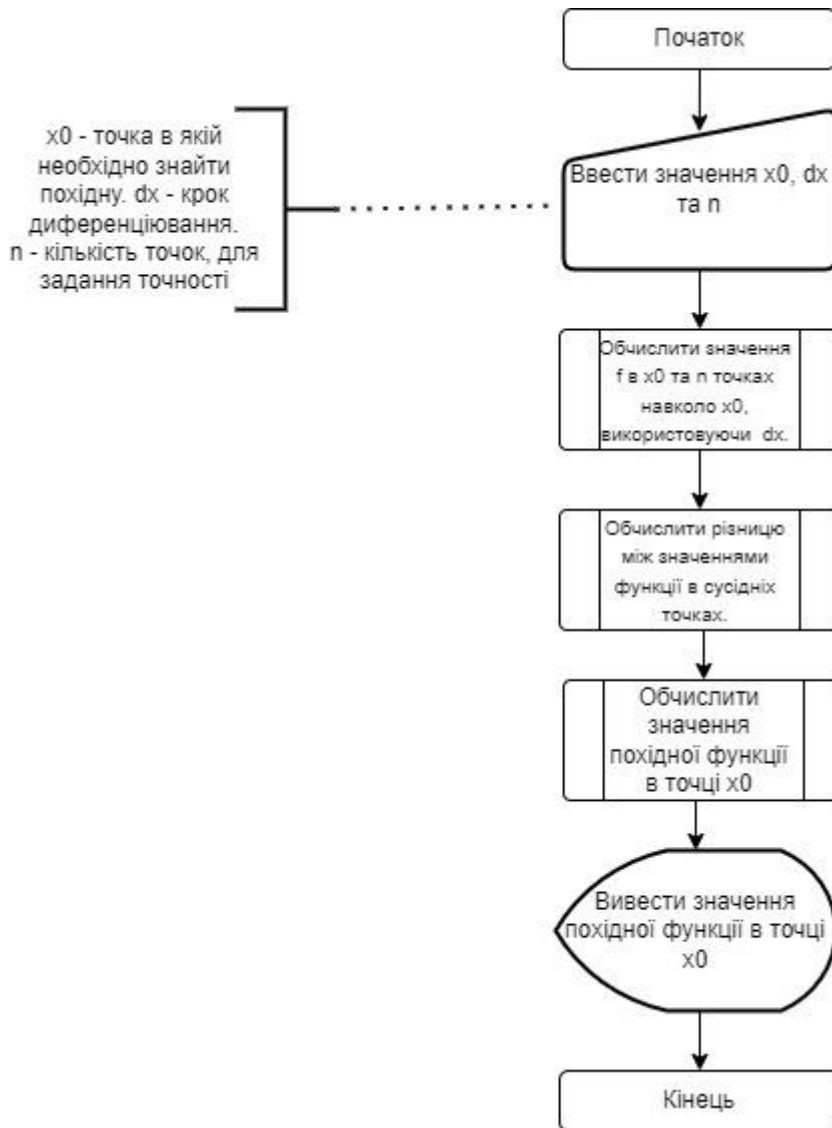 Початок
x0 - точка в якій
необхідно знайти
похідну. dx - крок
диференціювання.
n - кількість точок, для
задання точності
Ввести значення x0, dx
та n
Обчислити значення
f в x0 та n точках
навколо x0,
використовуючи dx.
Обчислити різницю
між значеннями
функції в сусідніх
точках.
Обчислити
значення
похідної функції
в точці x0
Вивести значення
похідної функції в точці
x0
Кінець